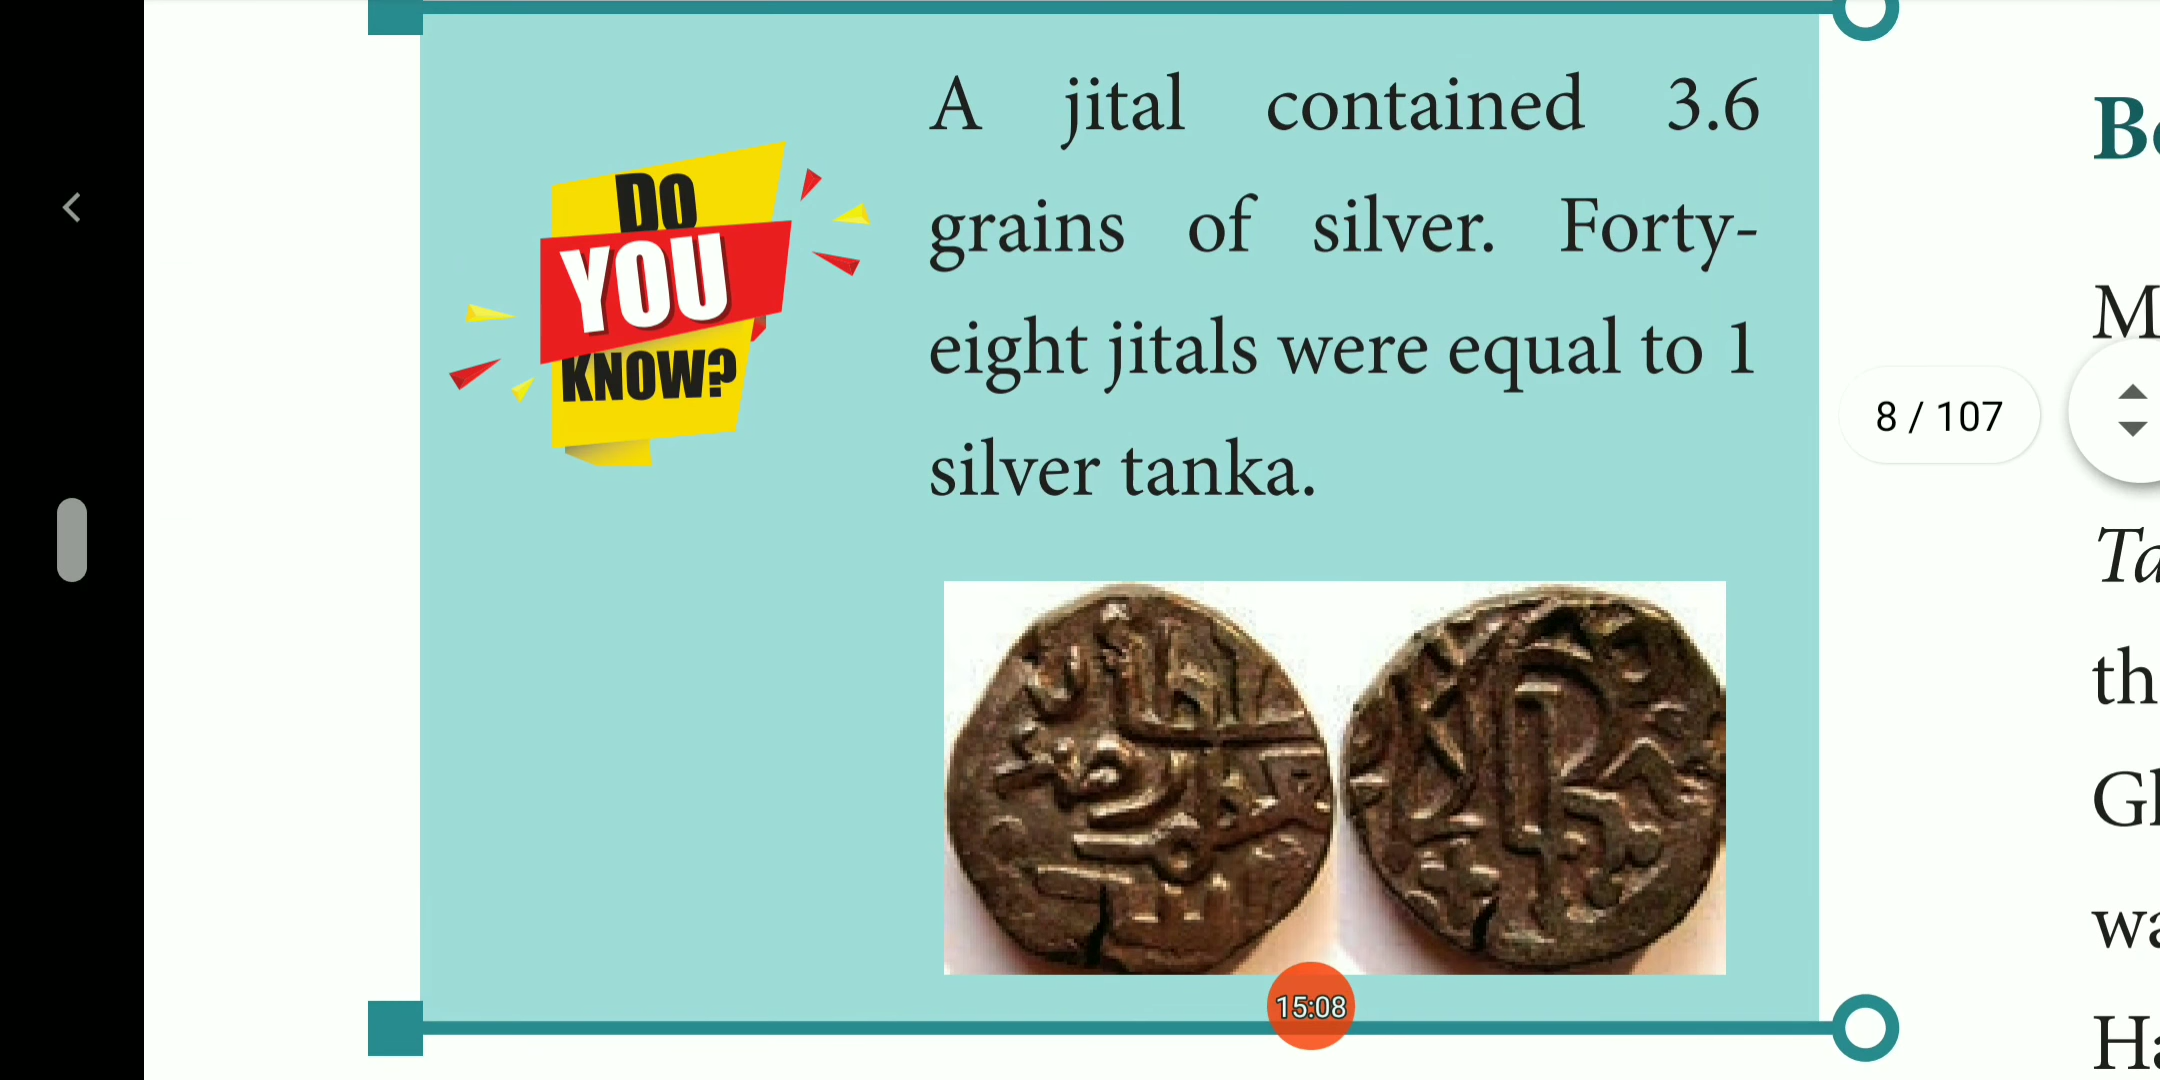 A jital contained 3.6
grains of silver. Forty-
eight jitals were equal to 1
silver tanka.
DO
YOU
KNOW?
8 / 107
15:08